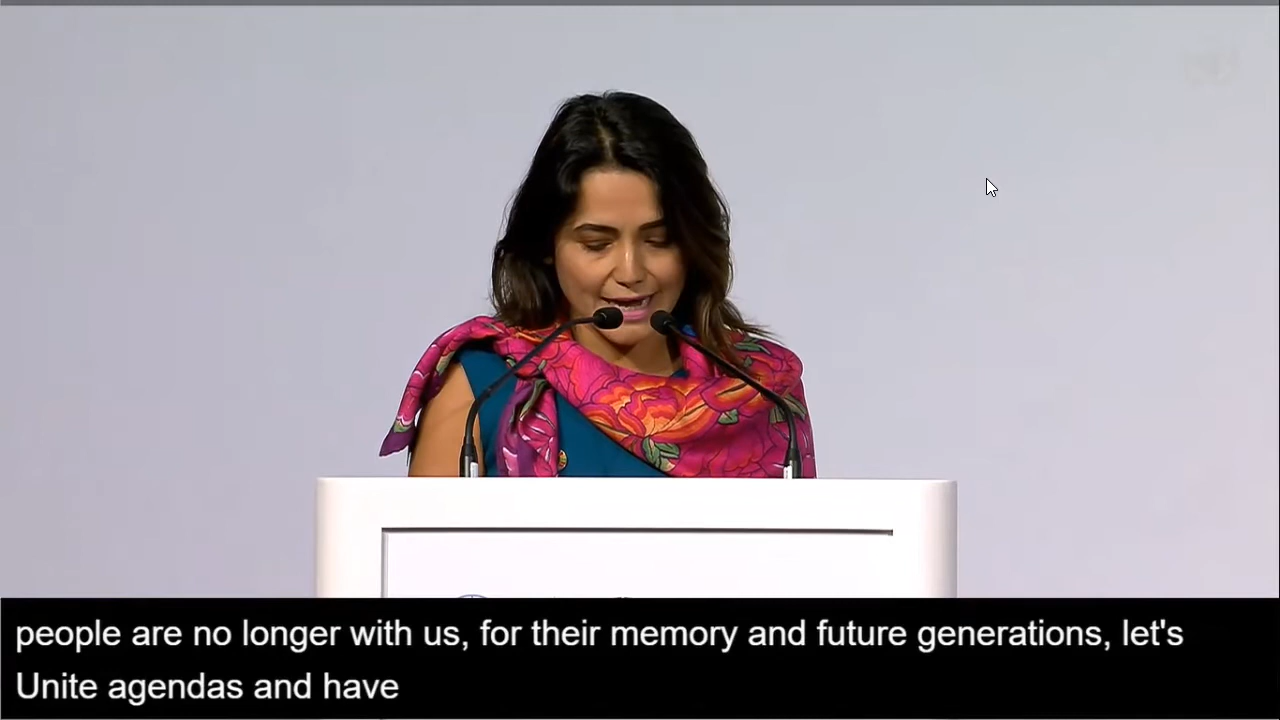 people are no longer with us, for their memory and future generations, let's
Unite agendas and have